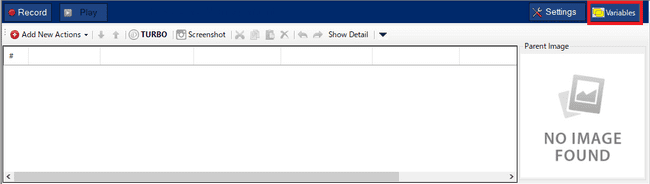 Record Play Settings Variables
Add New Actions TURBO Screenshot Show Detail
# Parent Image
NO IMAGE
FOUND